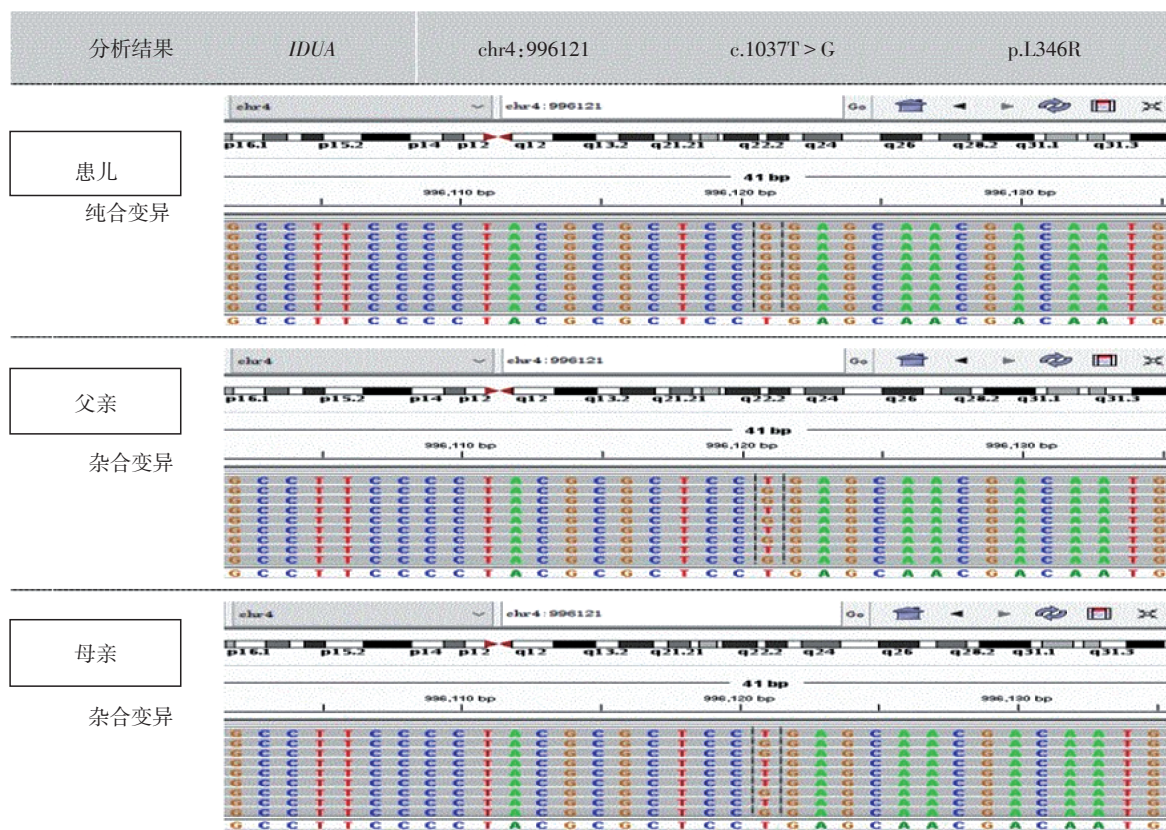 分析结果 IDUA chr4:996121 c.1037T>G p.L346R
chr4 chr4:996121 Go
p16.1 p15.2 p14 p12 q12 q13.2 q21.21 q22.2 q24 q26 q28.2 q31.1 q31.3
患儿
41 bp
996,110 bp 996,120 bp 996,130 bp
纯合变异
G C C T T C C C C T A C G C G C T C C G G A G C A A C G A C A A T G
G C C T T C C C C T A C G C G C T C C G G A G C A A C G A C A A T G
G C C T T C C C C T A C G C G C T C C G G A G C A A C G A C A A T G
G C C T T C C C C T A C G C G C T C C G G A G C A A C G A C A A T G
G C C T T C C C C T A C G C G C T C C G G A G C A A C G A C A A T G
G C C T T C C C C T A C G C G C T C C G G A G C A A C G A C A A T G
G C C T T C C C C T A C G C G C T C C G G A G C A A C G A C A A T G
G C C T T C C C C T A C G C G C T C C G G A G C A A C G A C A A T G
G C C T T C C C C T A C G C G C T C C G G A G C A A C G A C A A T G
G C C T T C C C C T A C G C G C T C C T G A G C A A C G A C A A T G
chr4 chr4:996121 Go
p16.1 p15.2 p14 p12 q12 q13.2 q21.21 q22.2 q24 q26 q28.2 q31.1 q31.3
父亲
41 bp
996,110 bp 996,120 bp 996,130 bp
杂合变异
G C C T T C C C C T A C G C G C T C C T G A G C A A C G A C A A T G
G C C T T C C C C T A C G C G C T C C G G A G C A A C G A C A A T G
G C C T T C C C C T A C G C G C T C C G G A G C A A C G A C A A T G
G C C T T C C C C T A C G C G C T C C T G A G C A A C G A C A A T G
G C C T T C C C C T A C G C G C T C C G G A G C A A C G A C A A T G
G C C T T C C C C T A C G C G C T C C T G A G C A A C G A C A A T G
G C C T T C C C C T A C G C G C T C C G G A G C A A C G A C A A T G
G C C T T C C C C T A C G C G C T C C T G A G C A A C G A C A A T G
G C C T T C C C C T A C G C G C T C C G G A G C A A C G A C A A T G
G C C T T C C C C T A C G C G C T C C T G A G C A A C G A C A A T G
chr4 chr4:996121 Go
p16.1 p15.2 p14 p12 q12 q13.2 q21.21 q22.2 q24 q26 q28.2 q31.1 q31.3
母亲
41 bp
996,110 bp 996,120 bp 996,130 bp
杂合变异
G C C T T C C C C T A C G C G C T C C T G A G C A A C G A C A A T G
G C C T T C C C C T A C G C G C T C C G G A G C A A C G A C A A T G
G C C T T C C C C T A C G C G C T C C G G A G C A A C G A C A A T G
G C C T T C C C C T A C G C G C T C C T G A G C A A C G A C A A T G
G C C T T C C C C T A C G C G C T C C T G A G C A A C G A C A A T G
G C C T T C C C C T A C G C G C T C C T G A G C A A C G A C A A T G
G C C T T C C C C T A C G C G C T C C G G A G C A A C G A C A A T G
G C C T T C C C C T A C G C G C T C C T G A G C A A C G A C A A T G
G C C T T C C C C T A C G C G C T C C G G A G C A A C G A C A A T G
G C C T T C C C C T A C G C G C T C C T G A G C A A C G A C A A T G